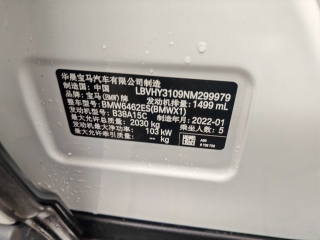 华晨宝马汽车有限公司制造
制造国: 中国
LBVHY3109NM299979
品牌: 宝马(BMW)牌
发动机排量: 1499 mL
型号: BMW6462ES(BMWX1)
发动机型号: B38A15C
制造年月: 2022-01
最大允许总质量: 2030 kg
乘坐人数: 5
发动机最大净功率: 103 kW
-- kg